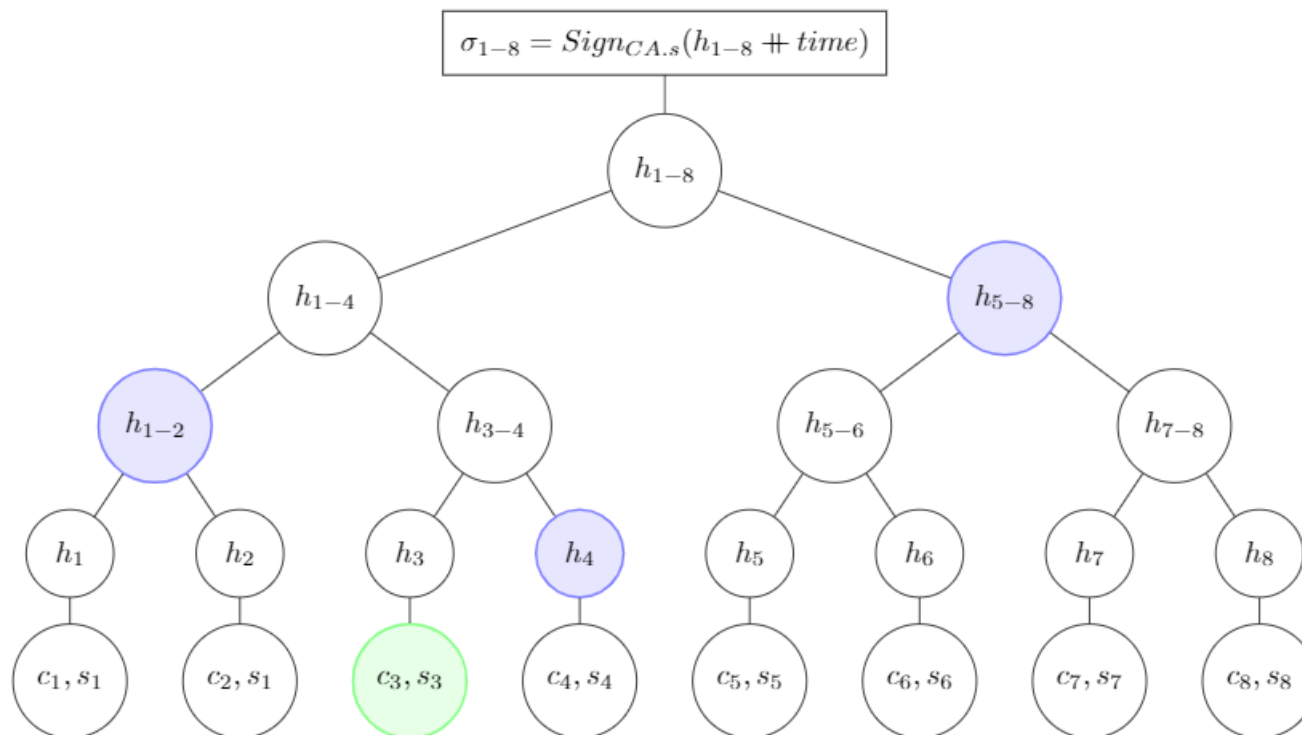 σ₁₋₈ = Sign_{CA.s}(h₁₋₈ ⧺ time)
h₁₋₈
h₁₋₄ h₅₋₈
h₁₋₂ h₃₋₄ h₅₋₆ h₇₋₈
h₁ h₂ h₃ h₄ h₅ h₆ h₇ h₈
c₁, s₁ c₂, s₁ c₃, s₃ c₄, s₄ c₅, s₅ c₆, s₆ c₇, s₇ c₈, s₈